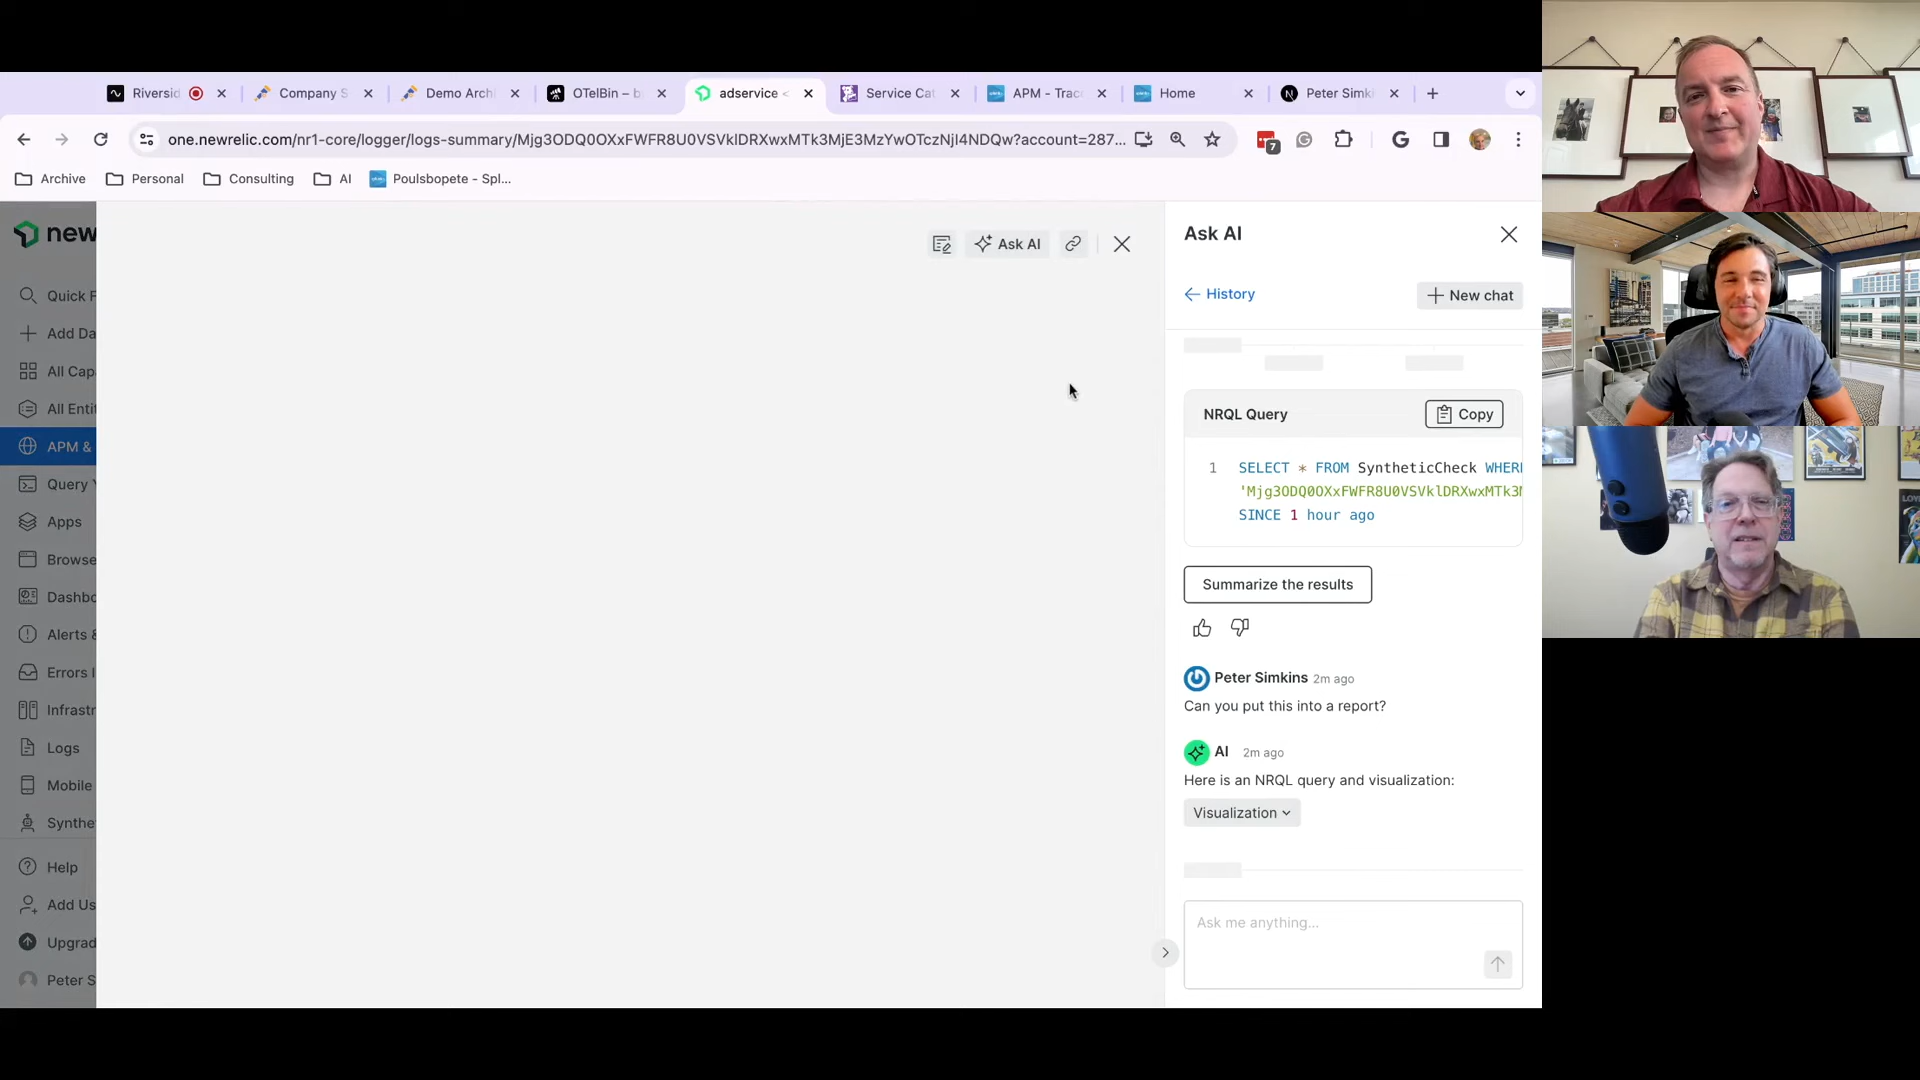 Riversid
Company S
Demo Archi
OTelBin – b
adservice <
Service Cat
APM - Trac
Home
Peter Simk
one.newrelic.com/nr1-core/logger/logs-summary/Mjg3ODQ0OXxFWFR8U0VSVklDRXwxMTk3MjE3MzYwOTczNjI4NDQw?account=287...
7
Archive
Personal
Consulting
AI
Poulsbopete - Spl...
new
Ask AI
Ask AI
History
New chat
Quick F
Add Da
All Cap
All Enti
APM &
Query Y
Apps
Browse
Dashbo
Alerts &
Errors I
Infrastr
Logs
Mobile
Synthe
Help
Add Us
Upgrad
Peter S
NRQL Query
Copy
1 SELECT * FROM SyntheticCheck WHERE
'Mjg3ODQ0OXxFWFR8U0VSVklDRXwxMTk3M
SINCE 1 hour ago
Summarize the results
Peter Simkins 2m ago
Can you put this into a report?
AI 2m ago
Here is an NRQL query and visualization:
Visualization
Ask me anything...